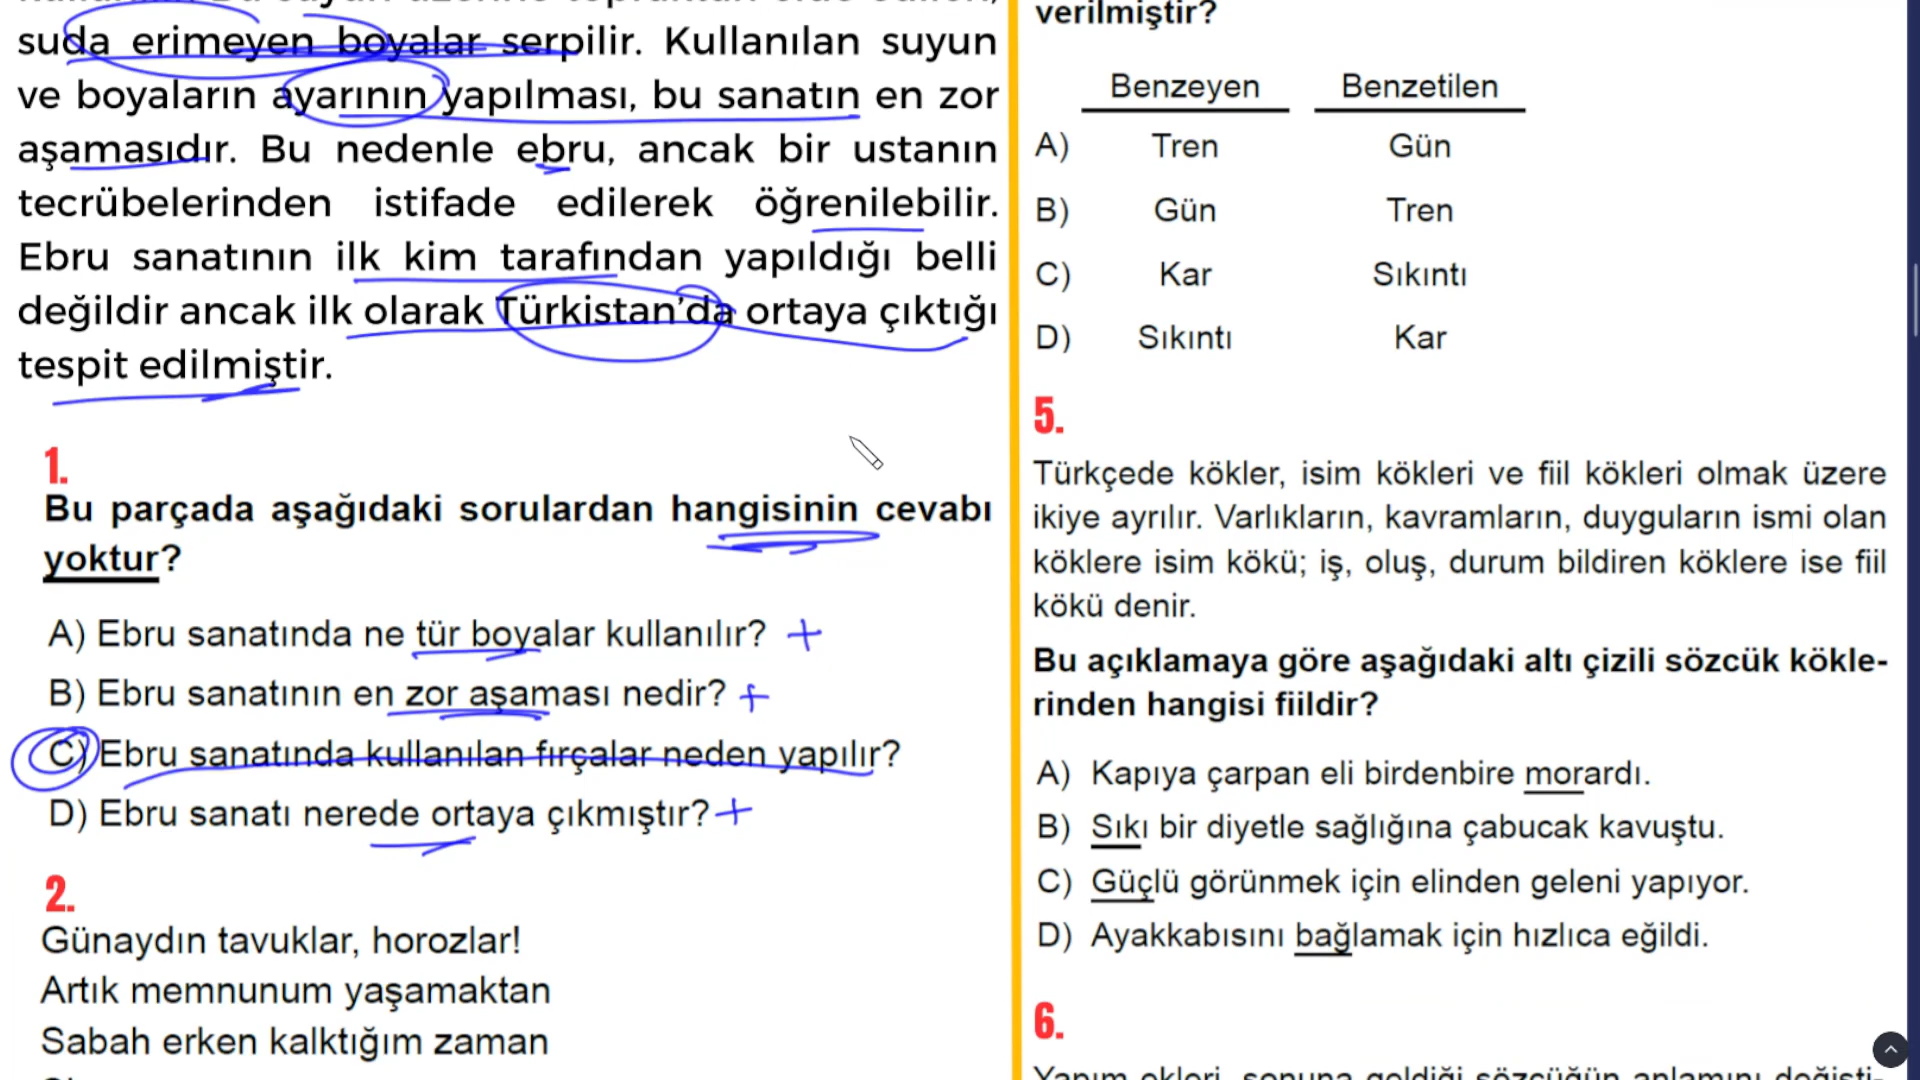 suda erimeyen boyalar serpilir. Kullanılan suyun
ve boyaların ayarının yapılması, bu sanatın en zor
aşamasıdır. Bu nedenle ebru, ancak bir ustanın
tecrübelerinden istifade edilerek öğrenilebilir.
Ebru sanatının ilk kim tarafından yapıldığı belli
değildir ancak ilk olarak Türkistan’da ortaya çıktığı
tespit edilmiştir.
1.
Bu parçada aşağıdaki sorulardan hangisinin cevabı
yoktur?
A) Ebru sanatında ne tür boyalar kullanılır? +
B) Ebru sanatının en zor aşaması nedir? +
C) Ebru sanatında kullanılan fırçalar neden yapılır?
D) Ebru sanatı nerede ortaya çıkmıştır? +
2.
Günaydın tavuklar, horozlar!
Artık memnunum yaşamaktan
Sabah erken kalktığım zaman
verilmiştir?
Benzeyen Benzetilen
A) Tren Gün
B) Gün Tren
C) Kar Sıkıntı
D) Sıkıntı Kar
5.
Türkçede kökler, isim kökleri ve fiil kökleri olmak üzere
ikiye ayrılır. Varlıkların, kavramların, duyguların ismi olan
köklere isim kökü; iş, oluş, durum bildiren köklere ise fiil
kökü denir.
Bu açıklamaya göre aşağıdaki altı çizili sözcük kökle-
rinden hangisi fiildir?
A) Kapıya çarpan eli birdenbire morardı.
B) Sıkı bir diyetle sağlığına çabucak kavuştu.
C) Güçlü görünmek için elinden geleni yapıyor.
D) Ayakkabısını bağlamak için hızlıca eğildi.
6.
Yapım ekleri, sonuna geldiği sözcüğün anlamını değişti-